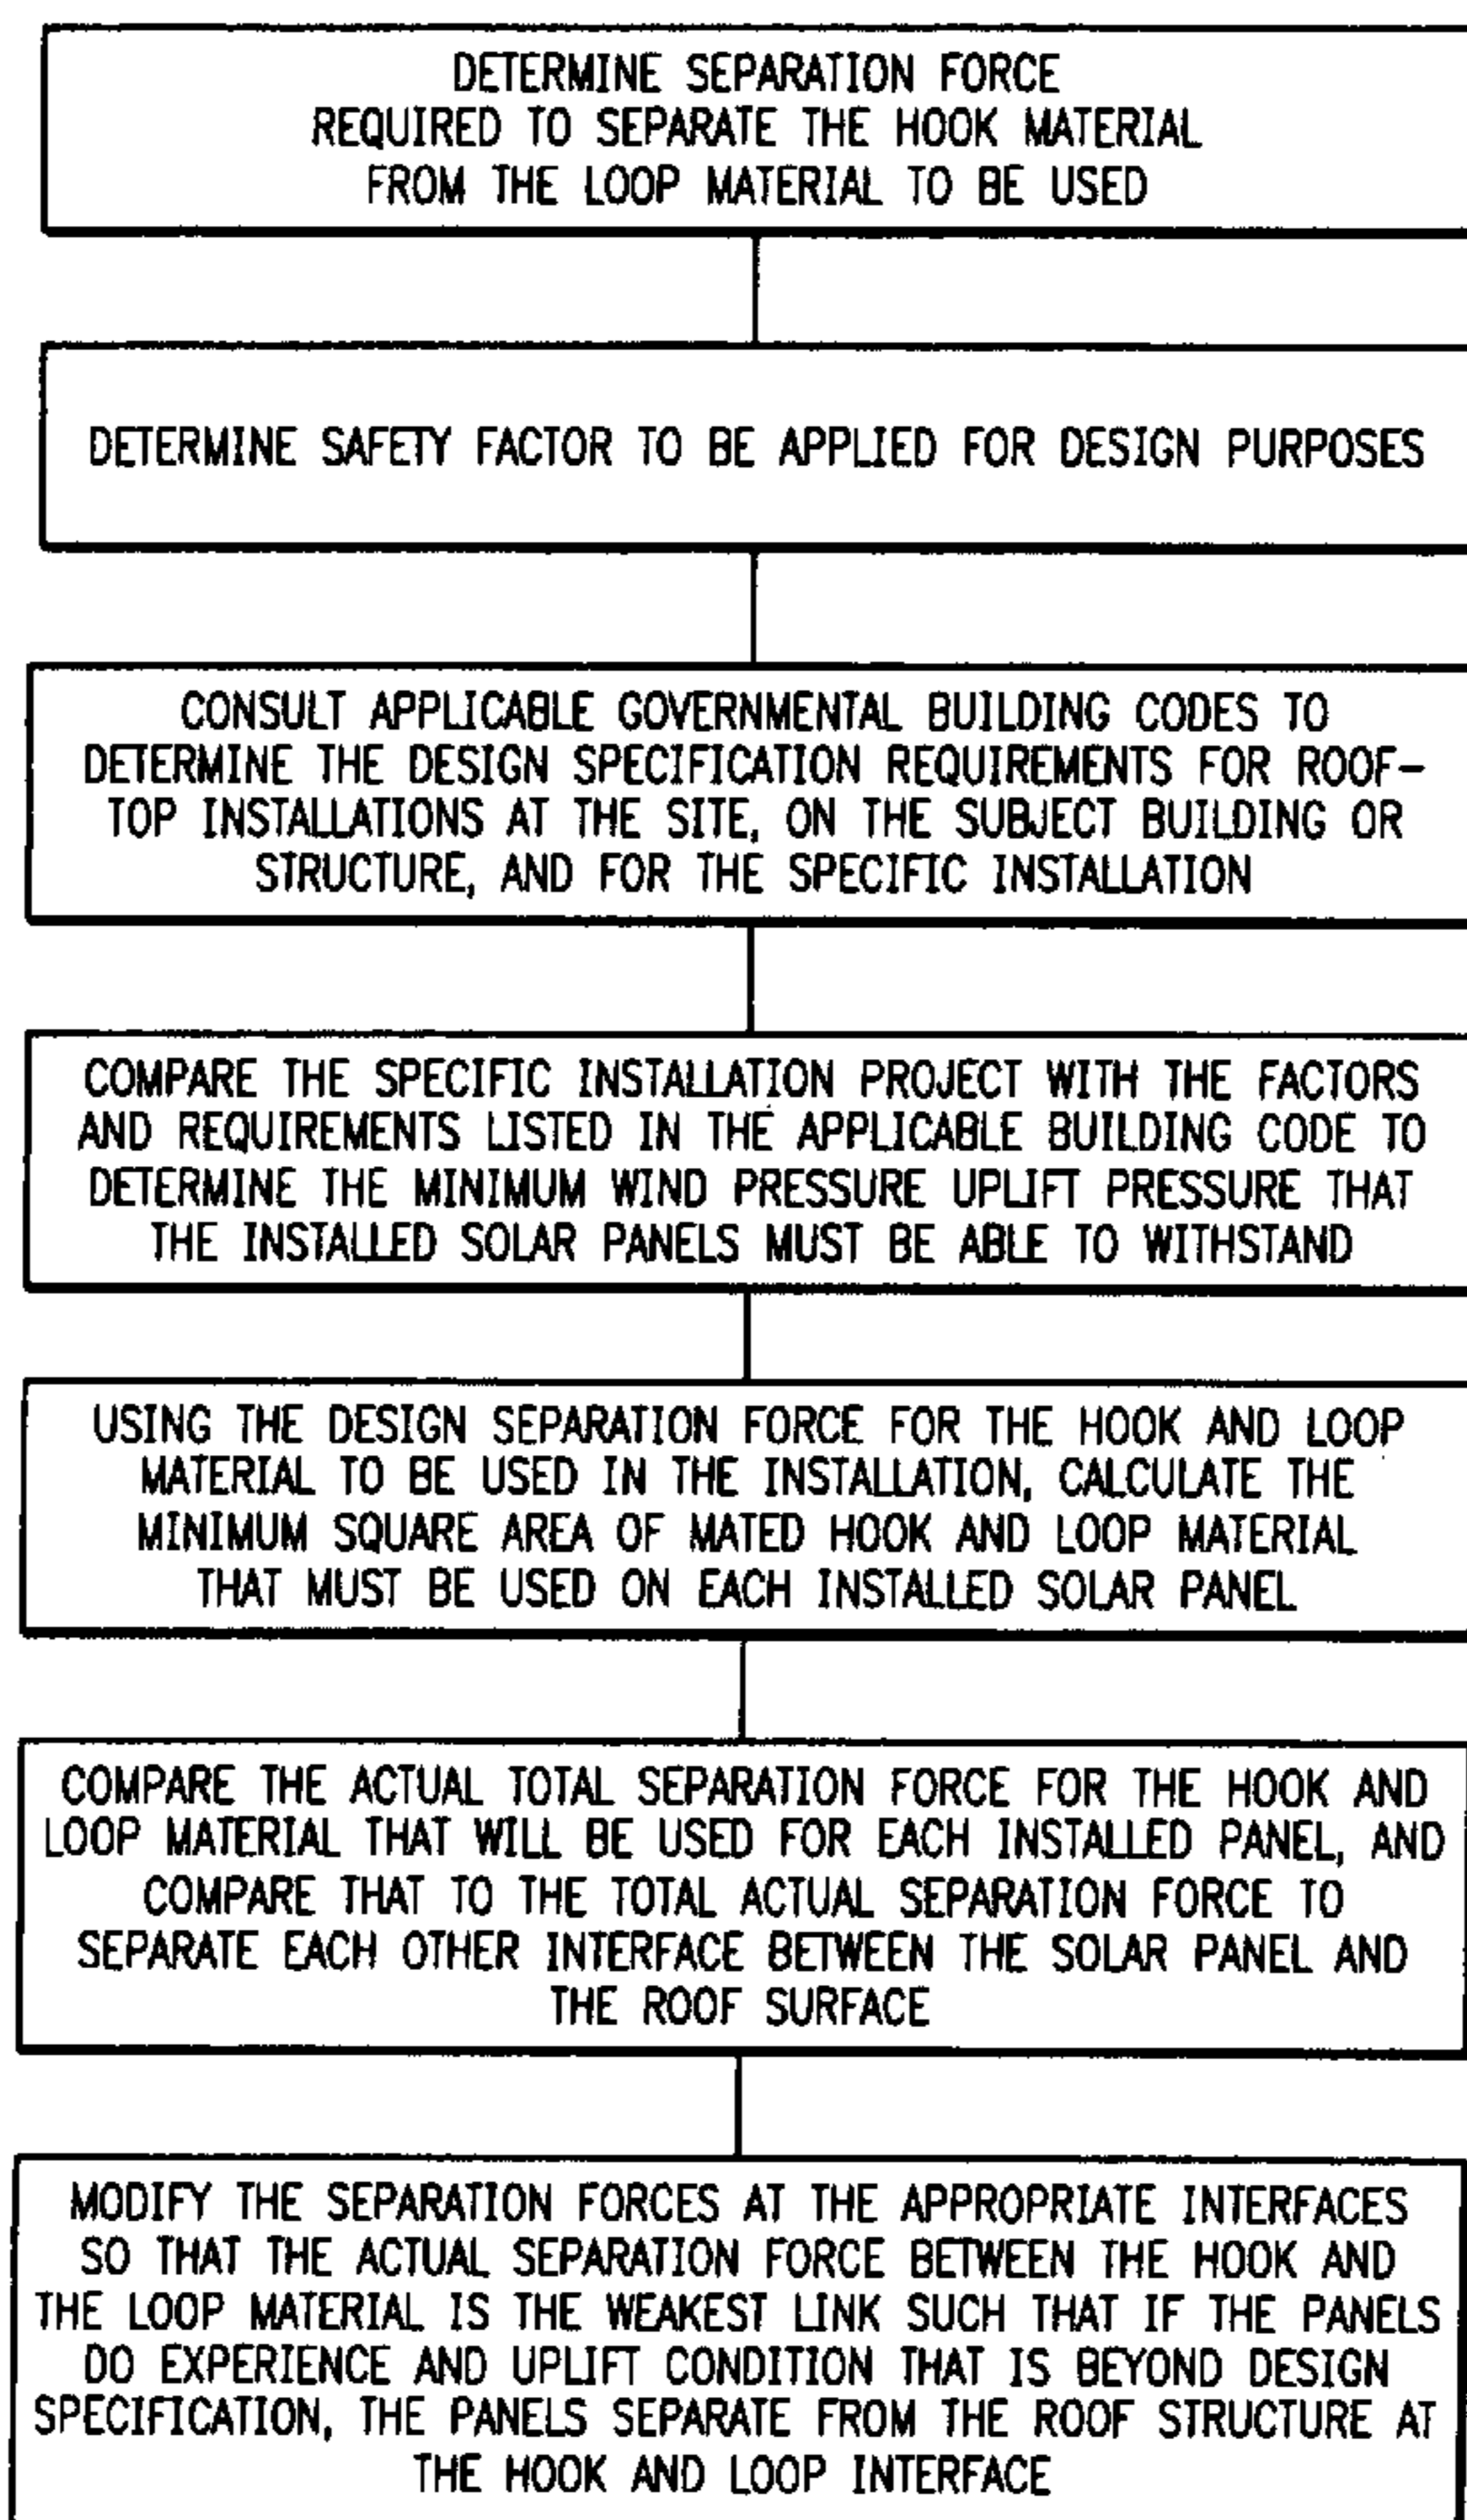 DETERMINE SEPARATION FORCE
REQUIRED TO SEPARATE THE HOOK MATERIAL
FROM THE LOOP MATERIAL TO BE USED
DETERMINE SAFETY FACTOR TO BE APPLIED FOR DESIGN PURPOSES
CONSULT APPLICABLE GOVERNMENTAL BUILDING CODES TO
DETERMINE THE DESIGN SPECIFICATION REQUIREMENTS FOR ROOF-
TOP INSTALLATIONS AT THE SITE, ON THE SUBJECT BUILDING OR
STRUCTURE, AND FOR THE SPECIFIC INSTALLATION
COMPARE THE SPECIFIC INSTALLATION PROJECT WITH THE FACTORS
AND REQUIREMENTS LISTED IN THE APPLICABLE BUILDING CODE TO
DETERMINE THE MINIMUM WIND PRESSURE UPLIFT PRESSURE THAT
THE INSTALLED SOLAR PANELS MUST BE ABLE TO WITHSTAND
USING THE DESIGN SEPARATION FORCE FOR THE HOOK AND LOOP
MATERIAL TO BE USED IN THE INSTALLATION, CALCULATE THE
MINIMUM SQUARE AREA OF MATED HOOK AND LOOP MATERIAL
THAT MUST BE USED ON EACH INSTALLED SOLAR PANEL
COMPARE THE ACTUAL TOTAL SEPARATION FORCE FOR THE HOOK AND
LOOP MATERIAL THAT WILL BE USED FOR EACH INSTALLED PANEL, AND
COMPARE THAT TO THE TOTAL ACTUAL SEPARATION FORCE TO
SEPARATE EACH OTHER INTERFACE BETWEEN THE SOLAR PANEL AND
THE ROOF SURFACE
MODIFY THE SEPARATION FORCES AT THE APPROPRIATE INTERFACES
SO THAT THE ACTUAL SEPARATION FORCE BETWEEN THE HOOK AND
THE LOOP MATERIAL IS THE WEAKEST LINK SUCH THAT IF THE PANELS
DO EXPERIENCE AND UPLIFT CONDITION THAT IS BEYOND DESIGN
SPECIFICATION, THE PANELS SEPARATE FROM THE ROOF STRUCTURE AT
THE HOOK AND LOOP INTERFACE